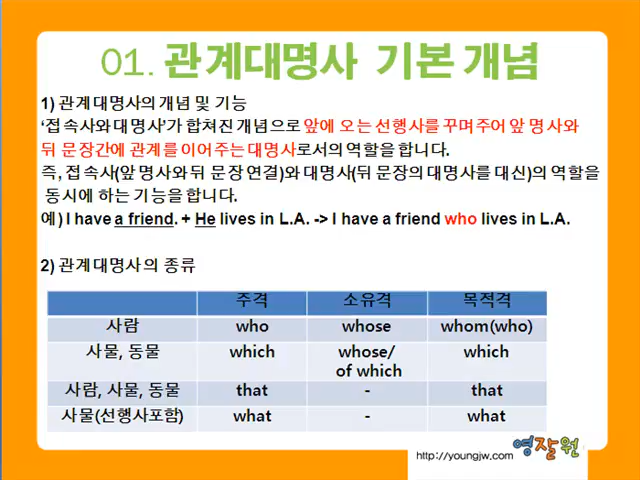 01. 관계대명사 기본 개념
1) 관계대명사의 개념 및 기능
‘접속사와 대명사’가 합쳐진 개념으로 앞에 오는 선행사를 꾸며주어 앞 명사와
뒤 문장간에 관계를 이어주는 대명사로서의 역할을 합니다.
즉, 접속사(앞 명사와 뒤 문장 연결)와 대명사(뒤 문장의 대명사를 대신)의 역할을
동시에 하는 기능을 합니다.
예) I have a friend. + He lives in L.A. -> I have a friend who lives in L.A.
2) 관계대명사의 종류
주격 소유격 목적격
사람 who whose whom(who)
사물, 동물 which whose/ of which which
사람, 사물, 동물 that - that
사물(선행사포함) what - what
http://youngjw.com 영잘원